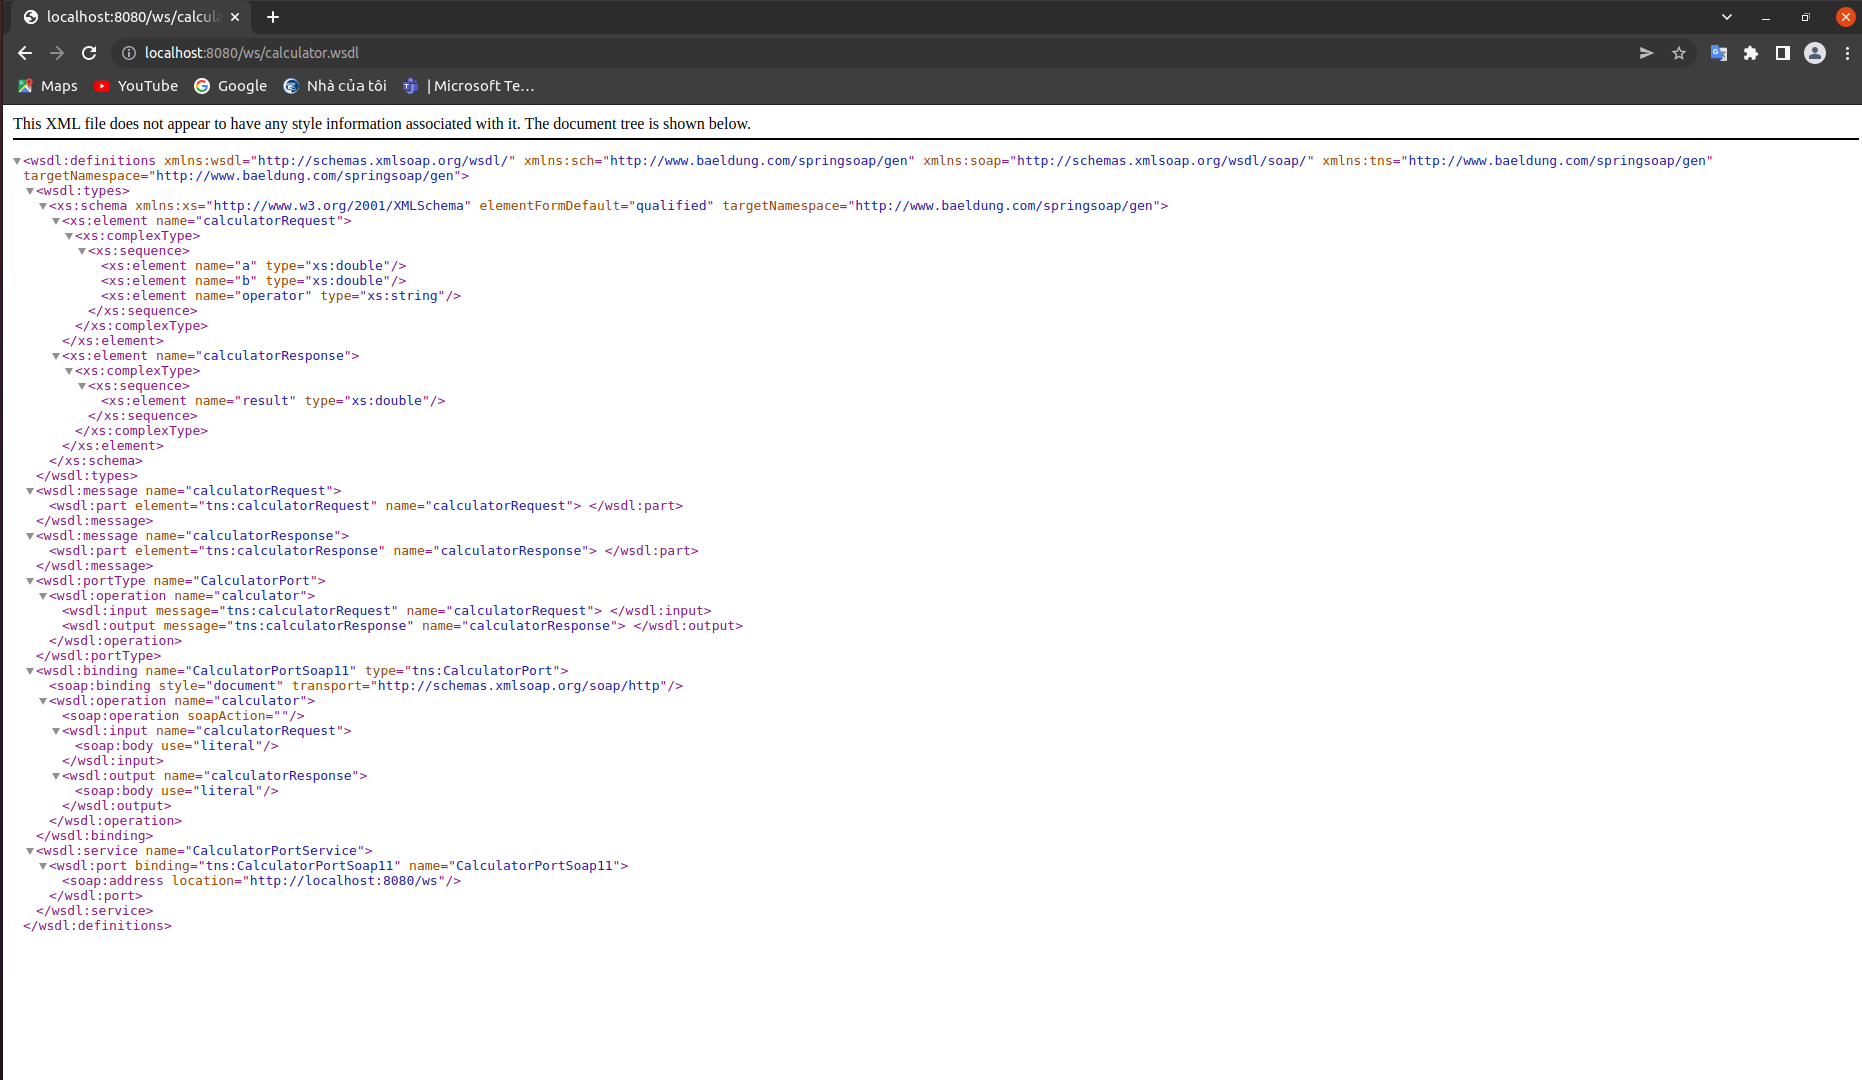 localhost:8080/ws/calcula
localhost:8080/ws/calculator.wsdl
Maps YouTube Google Nhà của tôi | Microsoft Te...
This XML file does not appear to have any style information associated with it. The document tree is shown below.
<wsdl:definitions xmlns:wsdl="http://schemas.xmlsoap.org/wsdl/" xmlns:sch="http://www.baeldung.com/springsoap/gen" xmlns:soap="http://schemas.xmlsoap.org/wsdl/soap/" xmlns:tns="http://www.baeldung.com/springsoap/gen"
targetNamespace="http://www.baeldung.com/springsoap/gen">
<wsdl:types>
<xs:schema xmlns:xs="http://www.w3.org/2001/XMLSchema" elementFormDefault="qualified" targetNamespace="http://www.baeldung.com/springsoap/gen">
<xs:element name="calculatorRequest">
<xs:complexType>
<xs:sequence>
<xs:element name="a" type="xs:double"/>
<xs:element name="b" type="xs:double"/>
<xs:element name="operator" type="xs:string"/>
</xs:sequence>
</xs:complexType>
</xs:element>
<xs:element name="calculatorResponse">
<xs:complexType>
<xs:sequence>
<xs:element name="result" type="xs:double"/>
</xs:sequence>
</xs:complexType>
</xs:element>
</xs:schema>
</wsdl:types>
<wsdl:message name="calculatorRequest">
<wsdl:part element="tns:calculatorRequest" name="calculatorRequest"> </wsdl:part>
</wsdl:message>
<wsdl:message name="calculatorResponse">
<wsdl:part element="tns:calculatorResponse" name="calculatorResponse"> </wsdl:part>
</wsdl:message>
<wsdl:portType name="CalculatorPort">
<wsdl:operation name="calculator">
<wsdl:input message="tns:calculatorRequest" name="calculatorRequest"> </wsdl:input>
<wsdl:output message="tns:calculatorResponse" name="calculatorResponse"> </wsdl:output>
</wsdl:operation>
</wsdl:portType>
<wsdl:binding name="CalculatorPortSoap11" type="tns:CalculatorPort">
<soap:binding style="document" transport="http://schemas.xmlsoap.org/soap/http"/>
<wsdl:operation name="calculator">
<soap:operation soapAction=""/>
<wsdl:input name="calculatorRequest">
<soap:body use="literal"/>
</wsdl:input>
<wsdl:output name="calculatorResponse">
<soap:body use="literal"/>
</wsdl:output>
</wsdl:operation>
</wsdl:binding>
<wsdl:service name="CalculatorPortService">
<wsdl:port binding="tns:CalculatorPortSoap11" name="CalculatorPortSoap11">
<soap:address location="http://localhost:8080/ws"/>
</wsdl:port>
</wsdl:service>
</wsdl:definitions>